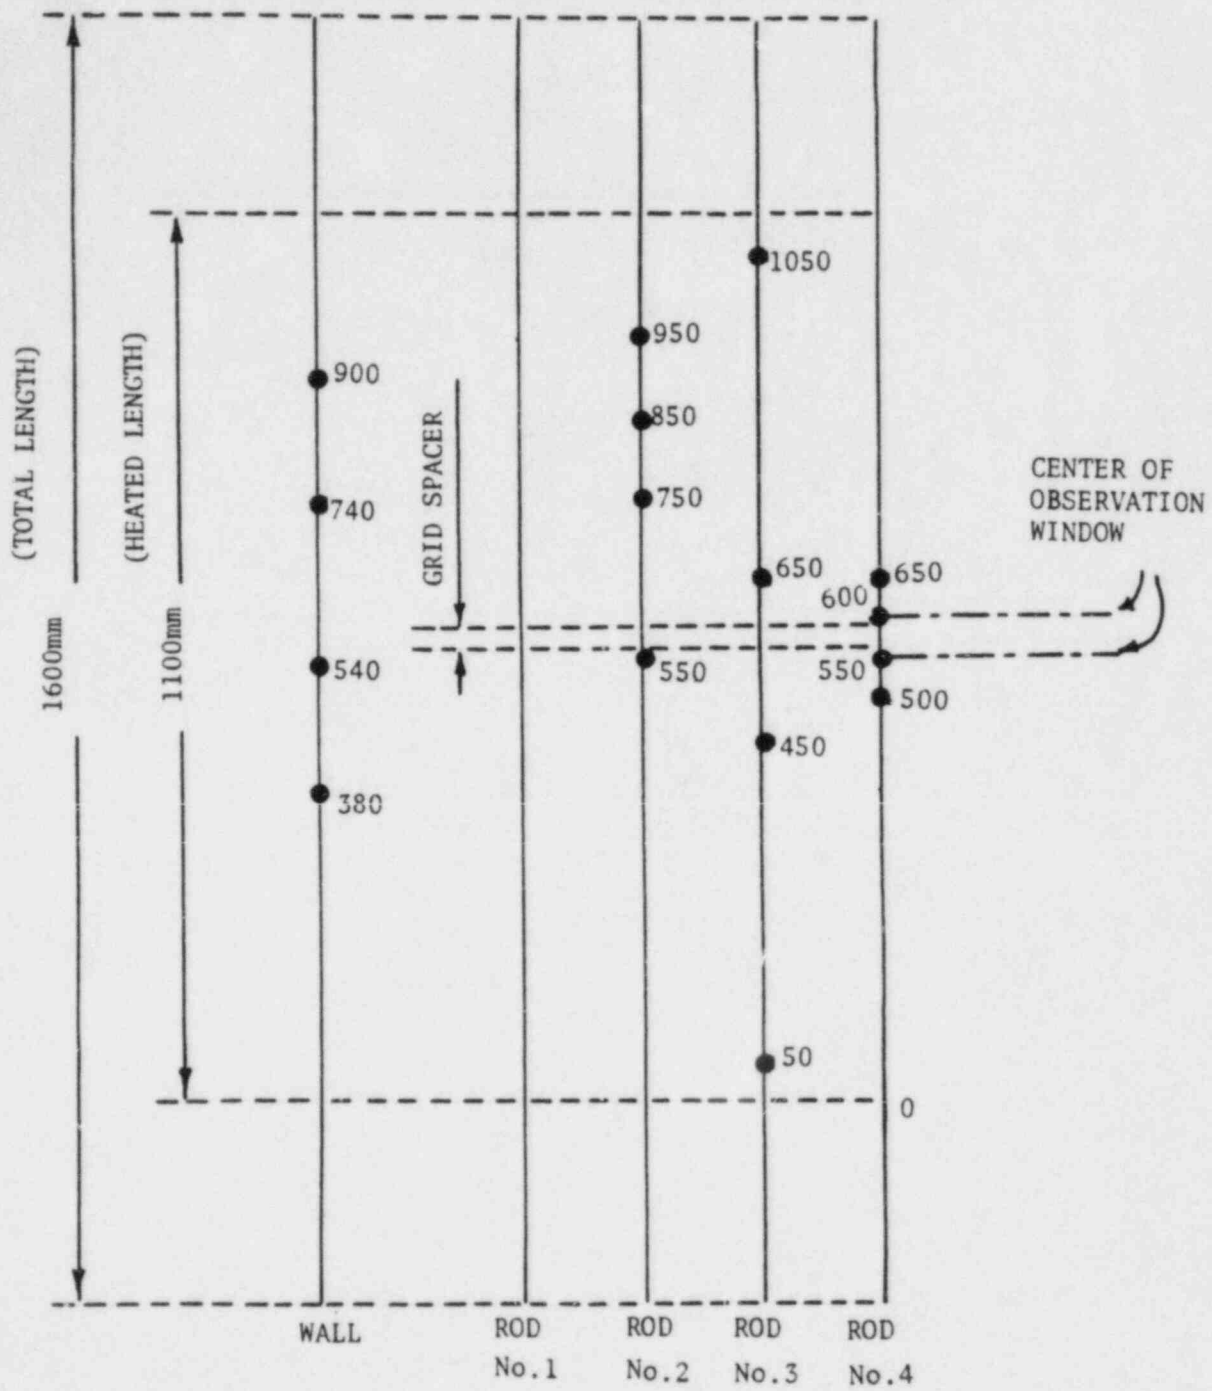 (TOTAL LENGTH)
1600mm
(HEATED LENGTH)
1100mm
900
740
540
380
GRID SPACER
950
850
750
550
1050
650
450
50
650
600
550
500
0
CENTER OF
OBSERVATION
WINDOW
WALL
ROD
No.1
ROD
No.2
ROD
No.3
ROD
No.4